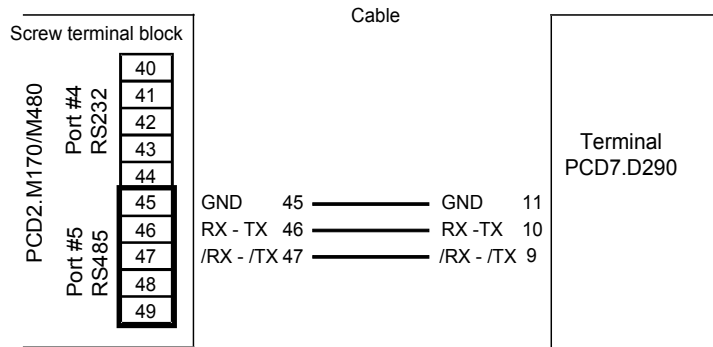 Cable
Screw terminal block
PCD2.M170/M480
Port #4
RS232
40
41
42
43
44
Port #5
RS485
45
46
47
48
49
GND 45 GND 11
RX - TX 46 RX -TX 10
/RX - /TX 47 /RX - /TX 9
Terminal
PCD7.D290